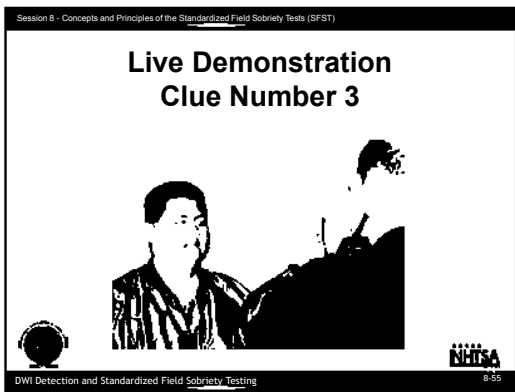 Session 8 - Concepts and Principles of the Standardized Field Sobriety Tests (SFST)
Live Demonstration
Clue Number 3
NHTSA
DWI Detection and Standardized Field Sobriety Testing
8-55